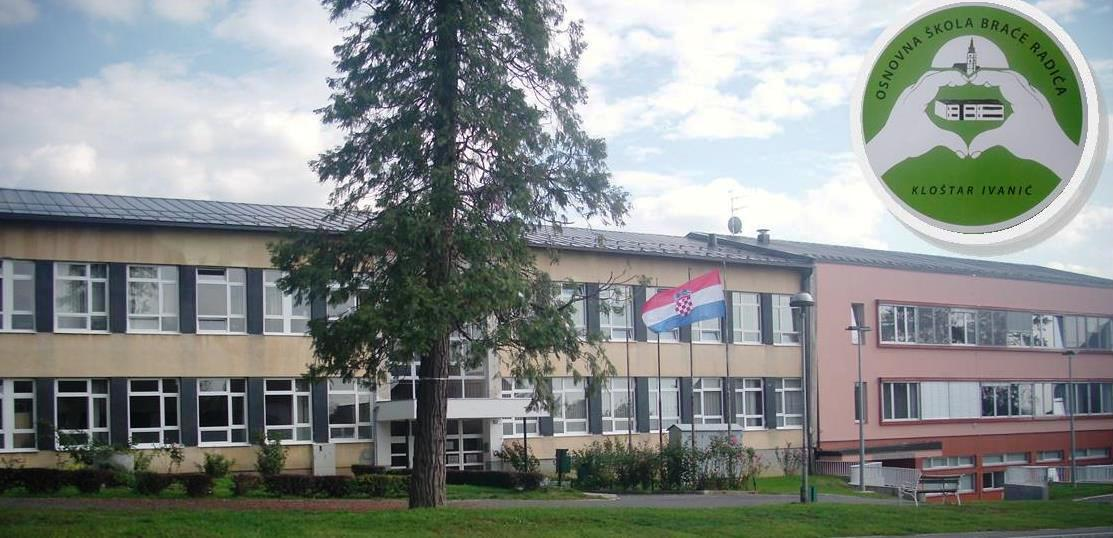 OSNOVNA ŠKOLA BRAĆE RADIĆA
KLOŠTAR IVANIĆ